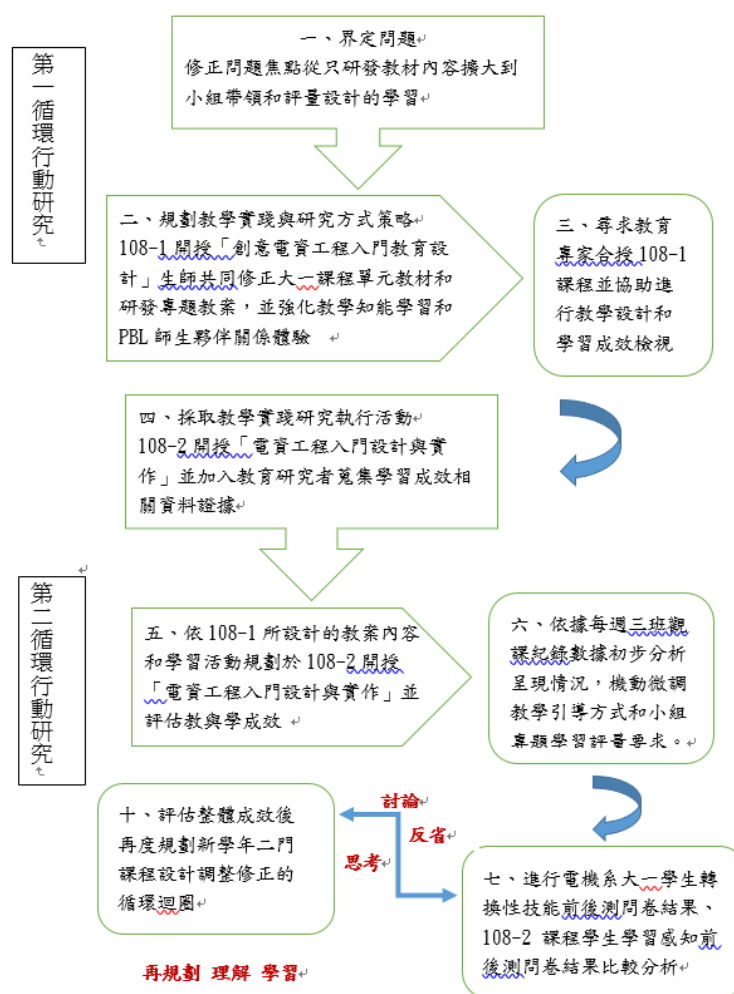 第一循環行動研究
一、界定問題
修正問題焦點從只研發教材內容擴大到
小組帶領和評量設計的學習
二、規劃教學實踐與研究方式策略
108-1開授「創意電資工程入門教育設
計」生師共同修正大一課程單元教材和
研發專題教案，並強化教學知能學習和
PBL 師生夥伴關係體驗
三、尋求教育
專家合授108-1
課程並協助進
行教學設計和
學習成效檢視
四、採取教學實踐研究執行活動
108-2開授「電資工程入門設計與實
作」並加入教育研究者蒐集學習成效相
關資料證據
第二循環行動研究
五、依108-1所設計的教案內容
和學習活動規劃於108-2開授
「電資工程入門設計與實作」並
評估教與學成效
六、依據每週三班觀
課紀錄數據初步分析
呈現情況，機動微調
教學引導方式和小組
專題學習評量要求。
七、進行電機系大一學生轉
換性技能前後測問卷結果、
108-2 課程學生學習感知前
後測問卷結果比較分析
討論
反省
思考
十、評估整體成效後
再度規劃新學年二門
課程設計調整修正的
循環迴圈
再規劃 理解 學習